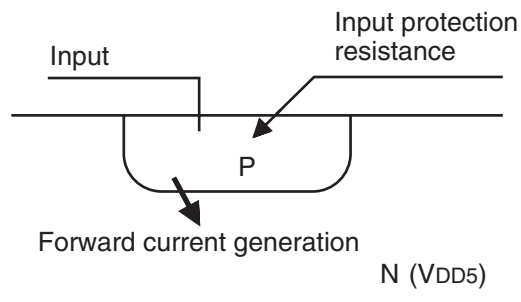 Input protection
resistance
Input
P
Forward current generation
N (VDD5)